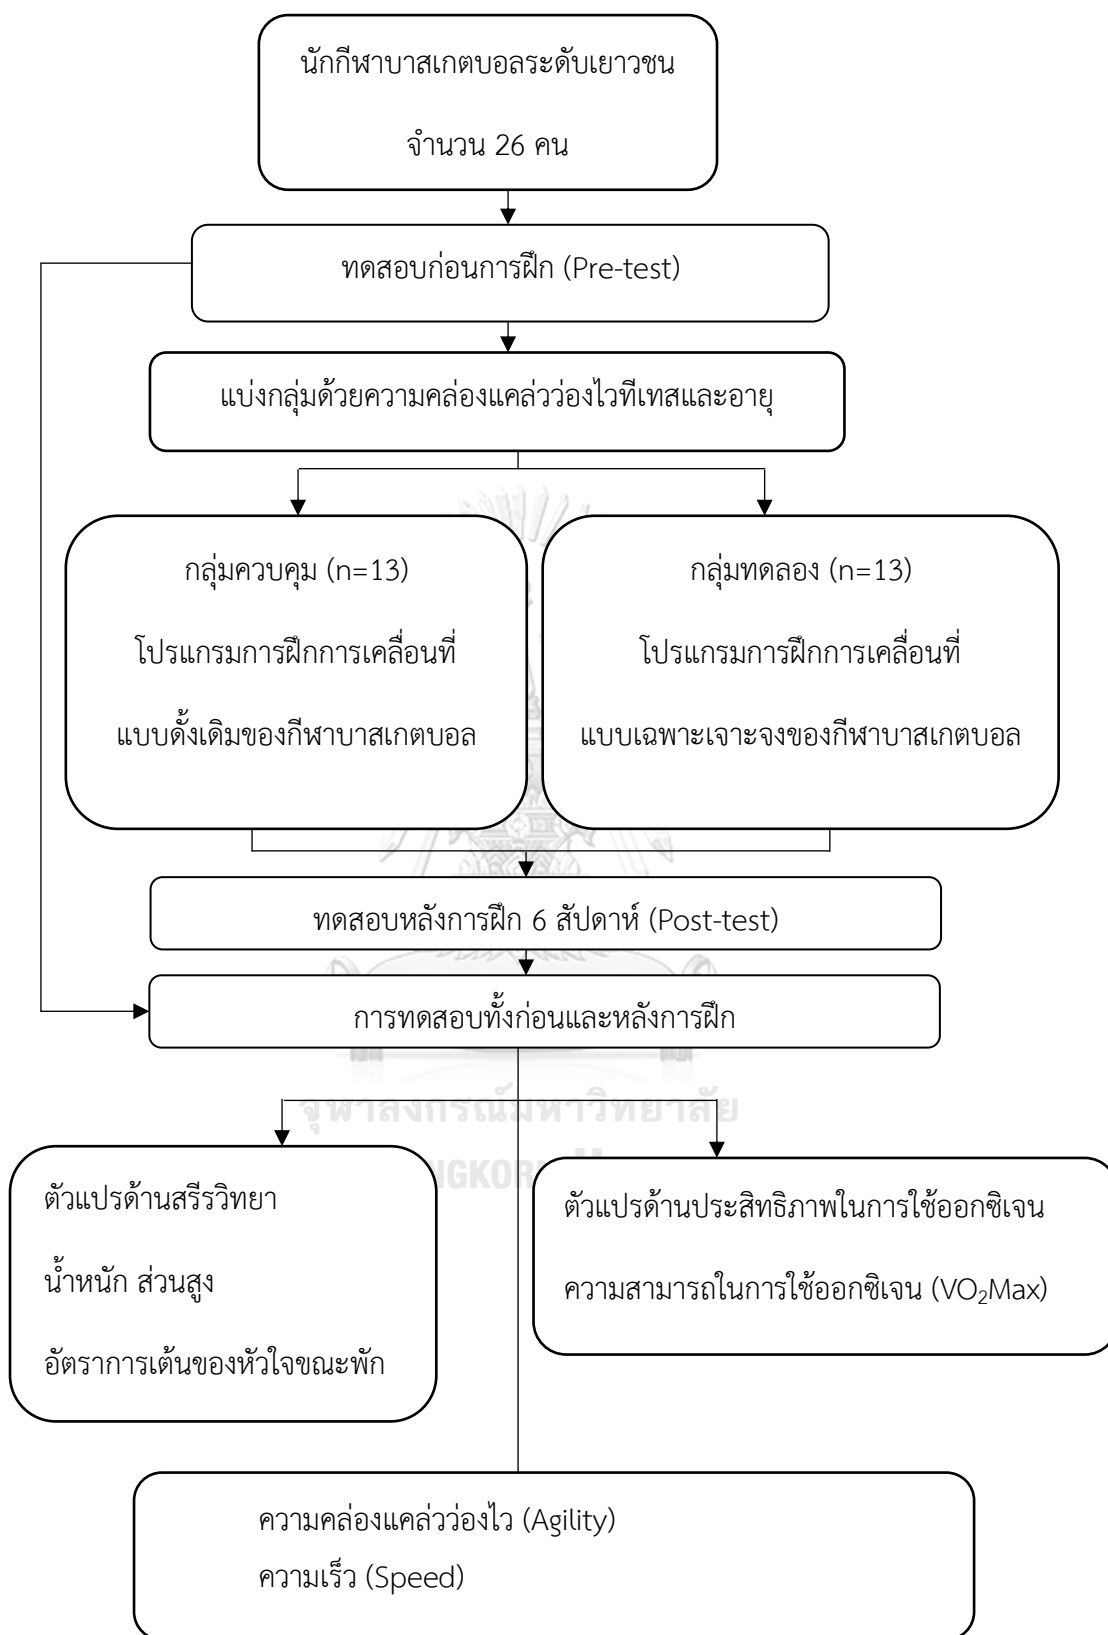 นักกีฬาบาสเกตบอลระดับเยาวชน
จำนวน 26 คน
ทดสอบก่อนการฝึก (Pre-test)
แบ่งกลุ่มด้วยความคล่องแคล่วว่องไวทีเทสและอายุ
กลุ่มควบคุม (n=13)
โปรแกรมการฝึกการเคลื่อนที่
แบบดั้งเดิมของกีฬาบาสเกตบอล
กลุ่มทดลอง (n=13)
โปรแกรมการฝึกการเคลื่อนที่
แบบเฉพาะเจาะจงของกีฬาบาสเกตบอล
ทดสอบหลังการฝึก 6 สัปดาห์ (Post-test)
การทดสอบทั้งก่อนและหลังการฝึก
จุฬาลงกรณ์มหาวิทยาลัย
ตัวแปรด้านสรีรวิทยา
น้ำหนัก ส่วนสูง
อัตราการเต้นของหัวใจขณะพัก
ตัวแปรด้านประสิทธิภาพในการใช้ออกซิเจน
ความสามารถในการใช้ออกซิเจน (VO₂Max)
ความคล่องแคล่วว่องไว (Agility)
ความเร็ว (Speed)